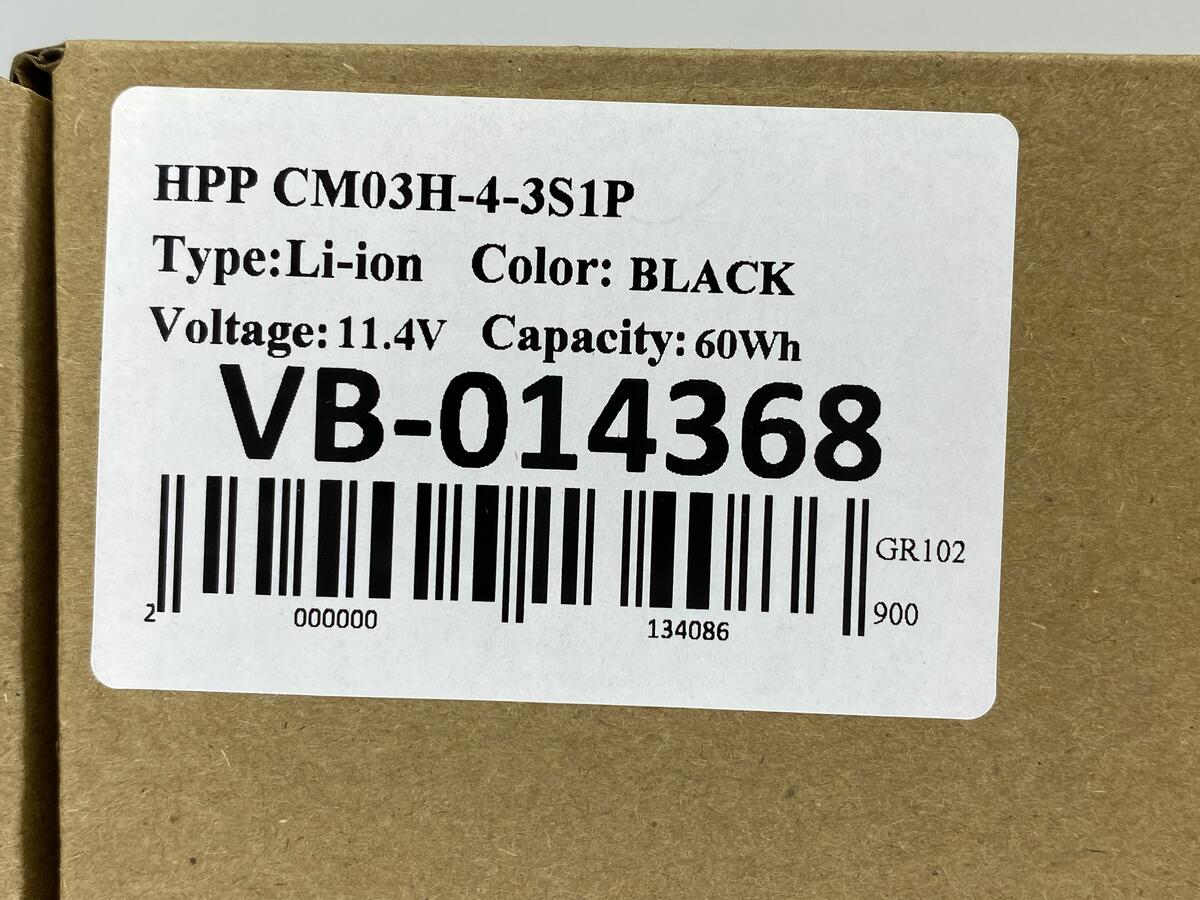 HPP CM03H-4-3S1P
Type:Li-ion Color: BLACK
Voltage: 11.4V Capacity: 60Wh
VB-014368
GR102
2 000000 134086 900